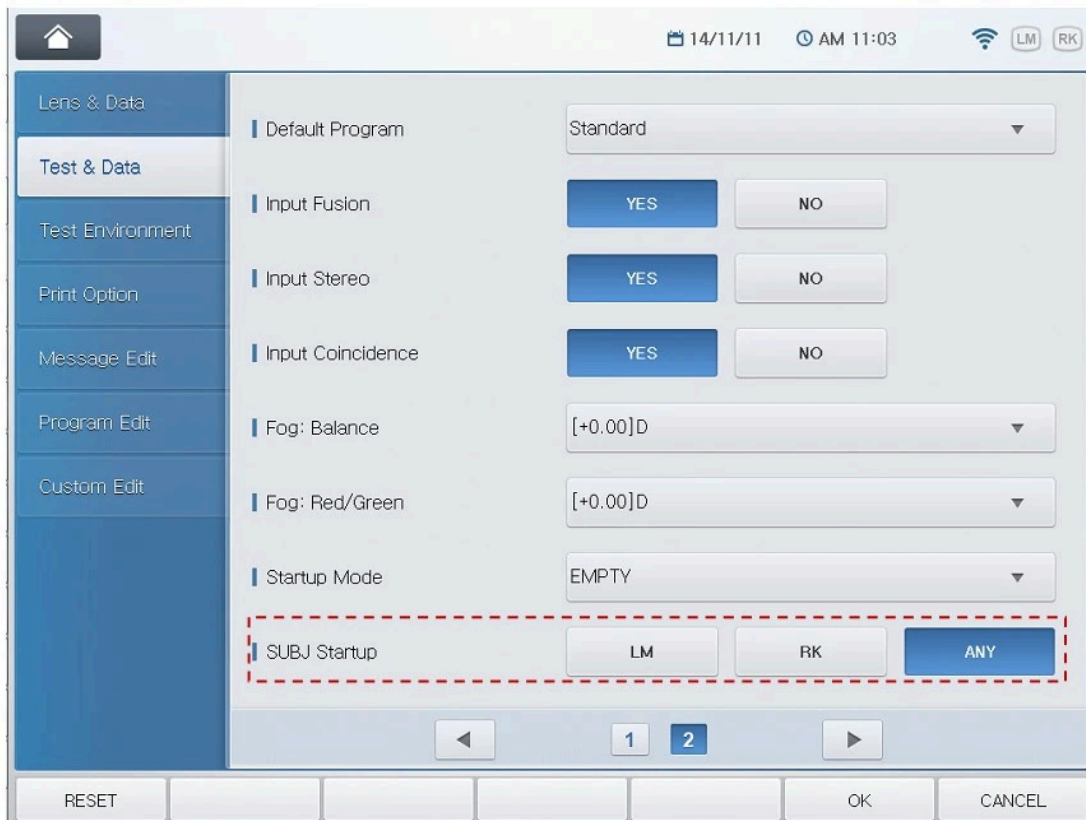 14/11/11 AM 11:03 LM RK
Lens & Data
Test & Data
Test Environment
Print Option
Message Edit
Program Edit
Custom Edit
Default Program Standard
Input Fusion YES NO
Input Stereo YES NO
Input Coincidence YES NO
Fog: Balance [+0.00]D
Fog: Red/Green [+0.00]D
Startup Mode EMPTY
SUBJ Startup LM RK ANY
1 2
RESET OK CANCEL